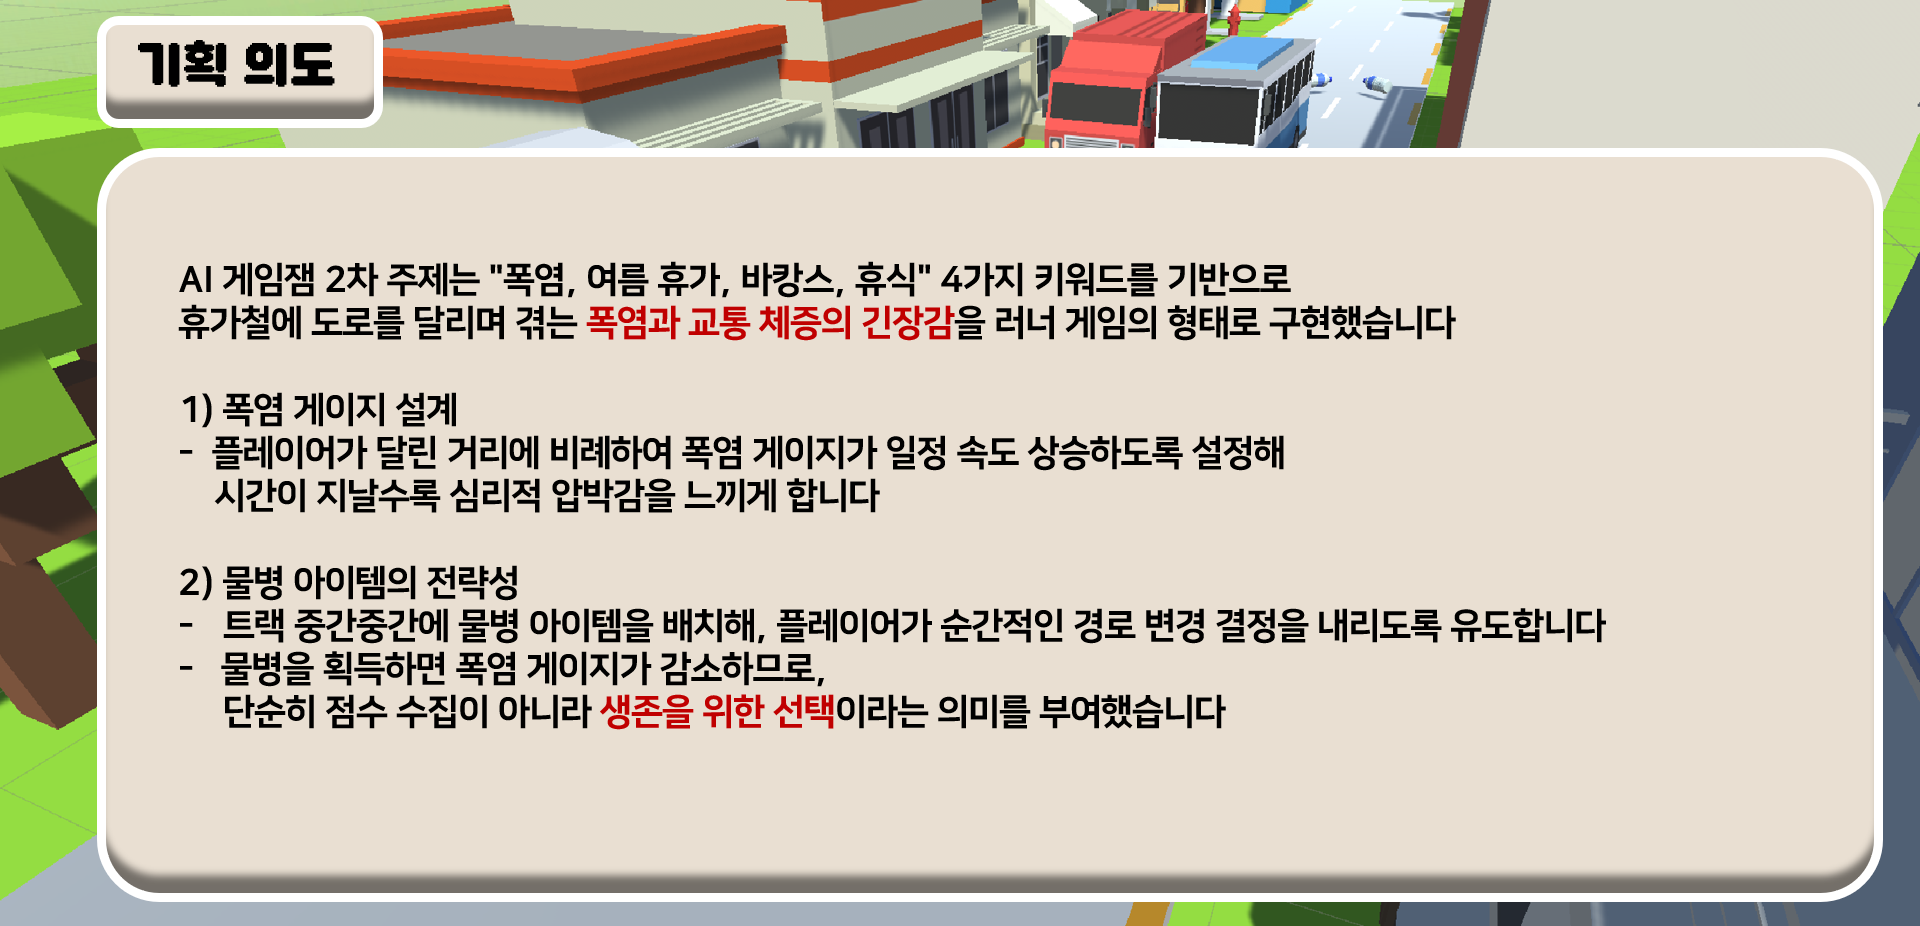 기획 의도
AI 게임잼 2차 주제는 "폭염, 여름 휴가, 바캉스, 휴식" 4가지 키워드를 기반으로
휴가철에 도로를 달리며 겪는 폭염과 교통 체증의 긴장감을 러너 게임의 형태로 구현했습니다
1) 폭염 게이지 설계
- 플레이어가 달린 거리에 비례하여 폭염 게이지가 일정 속도 상승하도록 설정해
시간이 지날수록 심리적 압박감을 느끼게 합니다
2) 물병 아이템의 전략성
- 트랙 중간중간에 물병 아이템을 배치해, 플레이어가 순간적인 경로 변경 결정을 내리도록 유도합니다
- 물병을 획득하면 폭염 게이지가 감소하므로,
단순히 점수 수집이 아니라 생존을 위한 선택이라는 의미를 부여했습니다